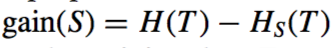 gain(S) = H(T) − H_S(T)